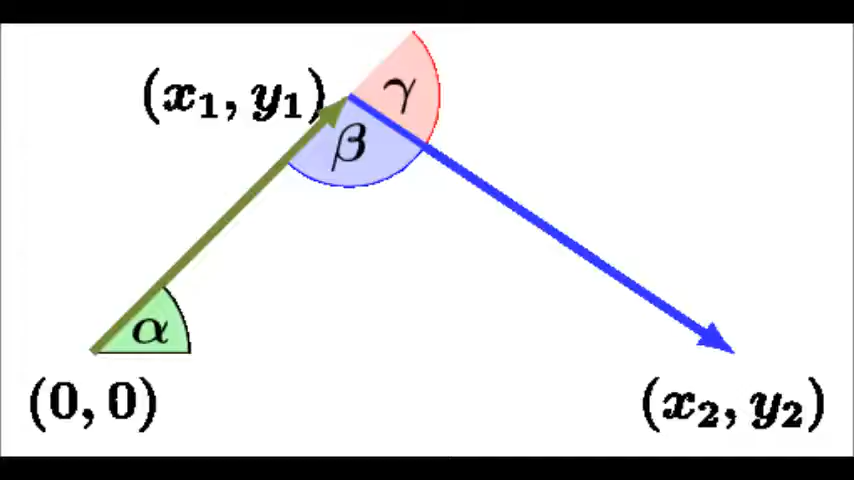 (x₁, y₁)
γ
β
α
(0, 0)
(x₂, y₂)